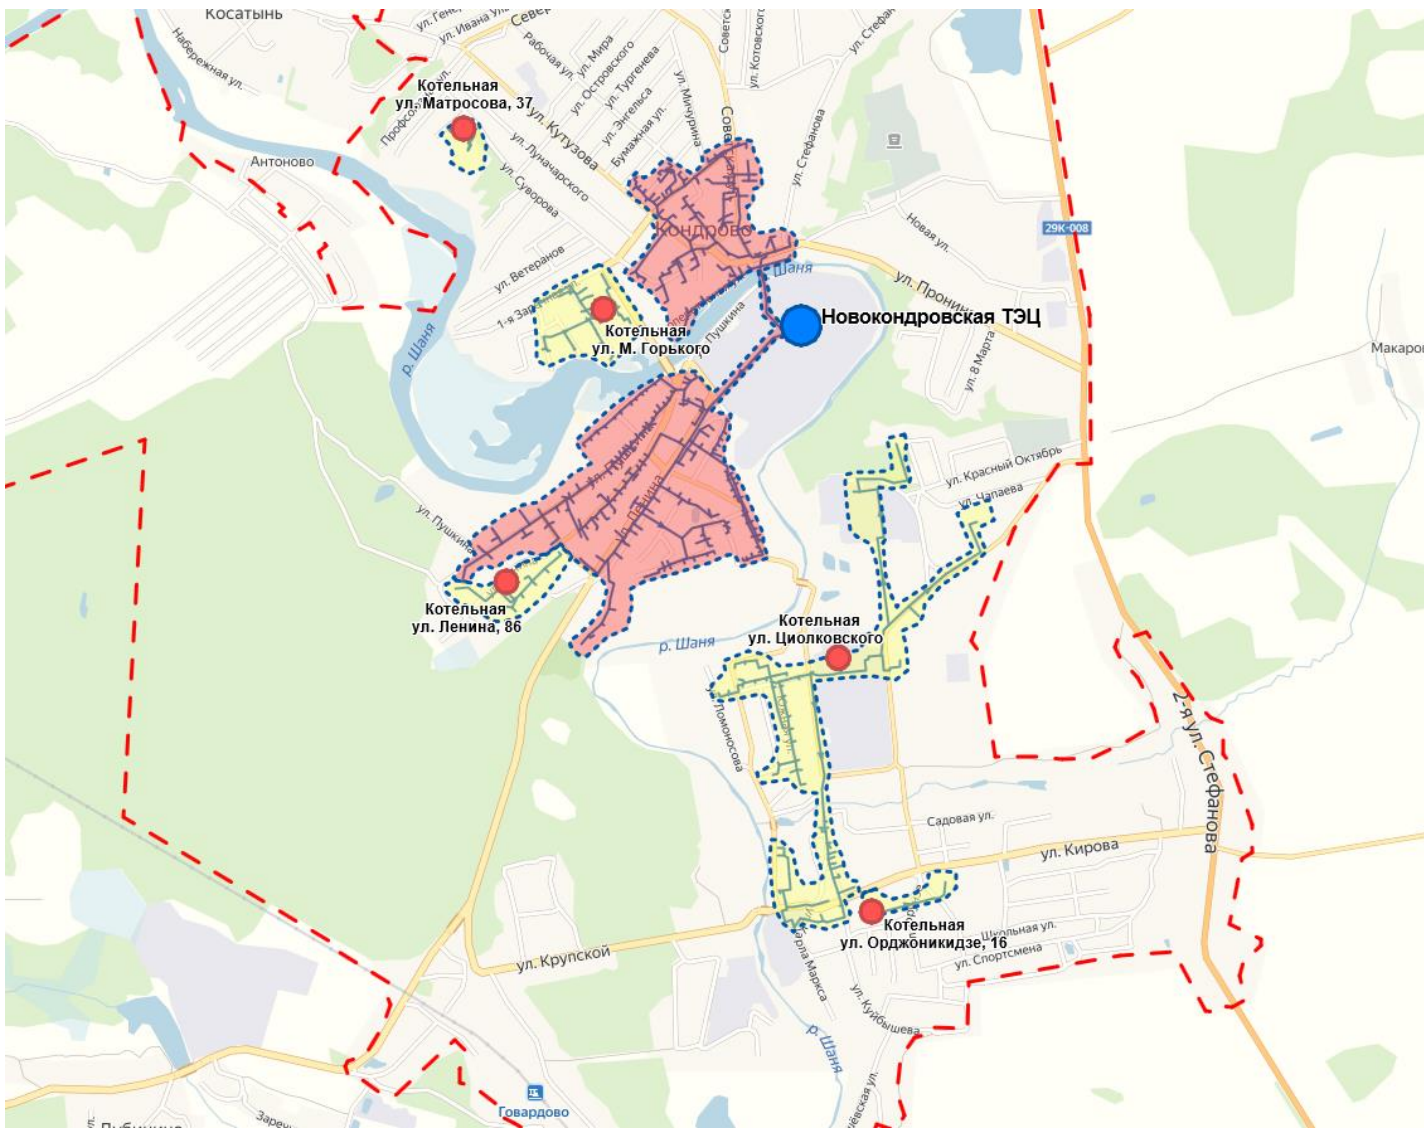 Косатынь
ул. Ивана
Набережная ул.
Рабочая ул.
ул. Мира
ул. Островского
ул. Тургенева
ул. Энгельса
Бумажная ул.
ул. Мичурина
ул. Котовского
ул. Стефанова
Котельная
ул. Матросова, 37
ул. Кутузова
ул. Луначарского
ул. Суворова
Антоново
ул. Ветеранов
Кондрово
Новая ул.
29К-008
р. Шаня
Шаня
ул. Пронина
Пушкина
Новокондровская ТЭЦ
Котельная
ул. М. Горького
ул. 8 Марта
Макаро
ул. Красный Октябрь
ул. Чапаева
ул. Пушкина
Ленина
Котельная
ул. Ленина, 86
Котельная
ул. Циолковского
р. Шаня
ул. Ломоносова
2-я ул. Стефанова
Садовая ул.
ул. Кирова
Котельная
ул. Орджоникидзе, 16
Школьная ул.
ул. Спортсмена
ул. Крупской
Карла Маркса
ул. Куйбышева
р. Шаня
Говардово